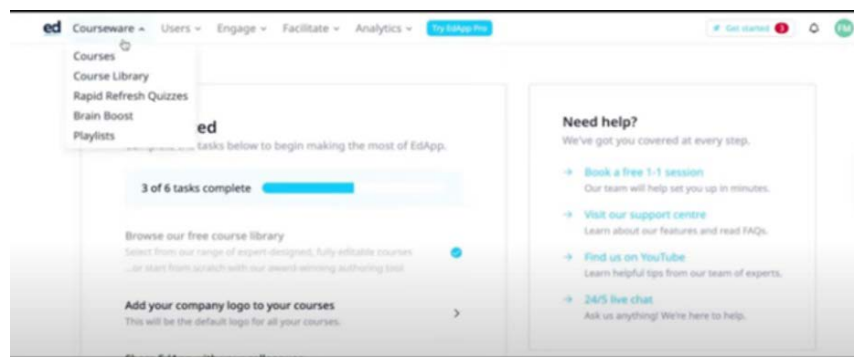 ed Courseware Users Engage Facilitate Analytics Try EdApp Pro Get started 3 FM
Courses
Course Library
Rapid Refresh Quizzes
Brain Boost
Playlists
ed
tasks below to begin making the most of EdApp.
3 of 6 tasks complete
Browse our free course library
Select from our range of expert-designed, fully editable courses
...or start from scratch with our award-winning authoring tool
Add your company logo to your courses
This will be the default logo for all your courses.
Need help?
We've got you covered at every step.
Book a free 1-1 session
Our team will help set you up in minutes.
Visit our support centre
Learn about our features and read FAQs.
Find us on YouTube
Learn helpful tips from our team of experts.
24/5 live chat
Ask us anything! We're here to help.